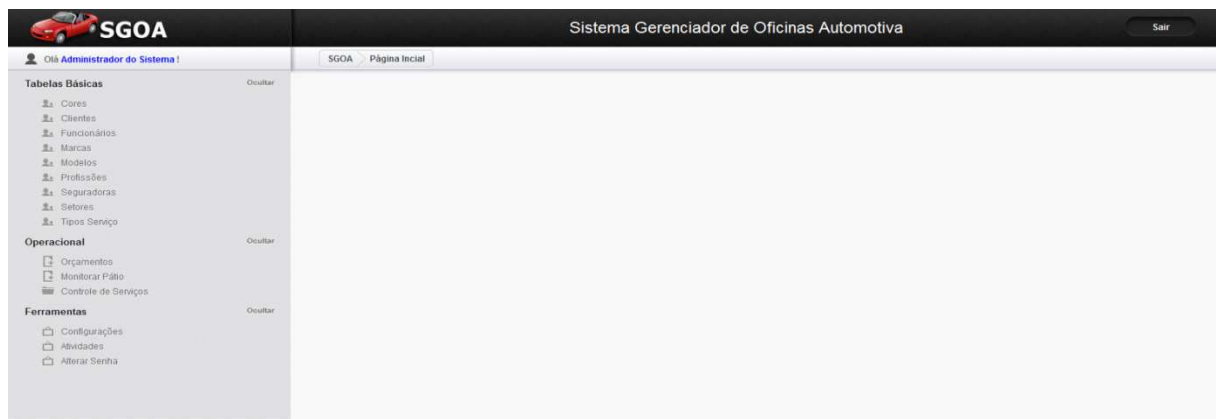 SGOA
Sistema Gerenciador de Oficinas Automotiva
Sair
Olá Administrador do Sistema !
SGOA
Página Incial
Tabelas Básicas
Ocultar
Cores
Clientes
Funcionários
Marcas
Modelos
Profissões
Seguradoras
Setores
Tipos Serviço
Operacional
Ocultar
Orçamentos
Monitorar Pátio
Controle de Serviços
Ferramentas
Ocultar
Configurações
Atividades
Alterar Senha